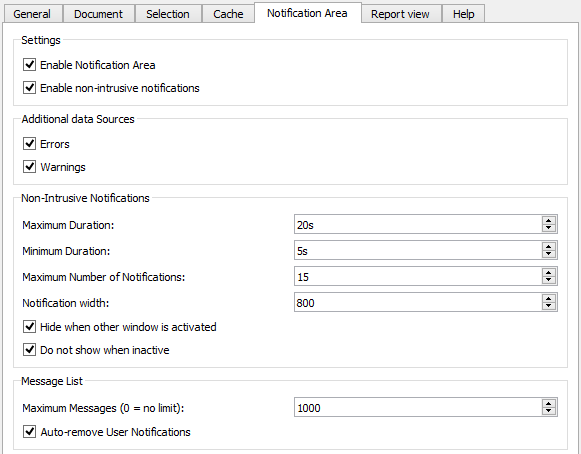 General Document Selection Cache Notification Area Report view Help
Settings
Enable Notification Area
Enable non-intrusive notifications
Additional data Sources
Errors
Warnings
Non-Intrusive Notifications
Maximum Duration: 20s
Minimum Duration: 5s
Maximum Number of Notifications: 15
Notification width: 800
Hide when other window is activated
Do not show when inactive
Message List
Maximum Messages (0 = no limit): 1000
Auto-remove User Notifications